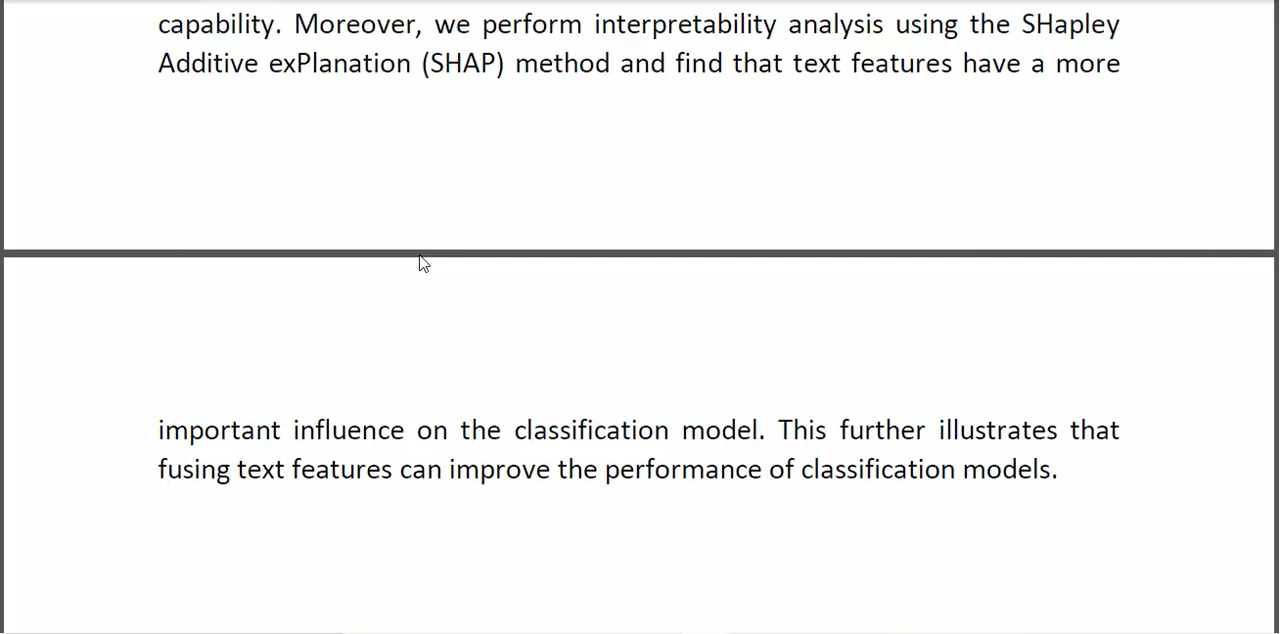 capability. Moreover, we perform interpretability analysis using the SHapley
Additive exPlanation (SHAP) method and find that text features have a more
important influence on the classification model. This further illustrates that
fusing text features can improve the performance of classification models.